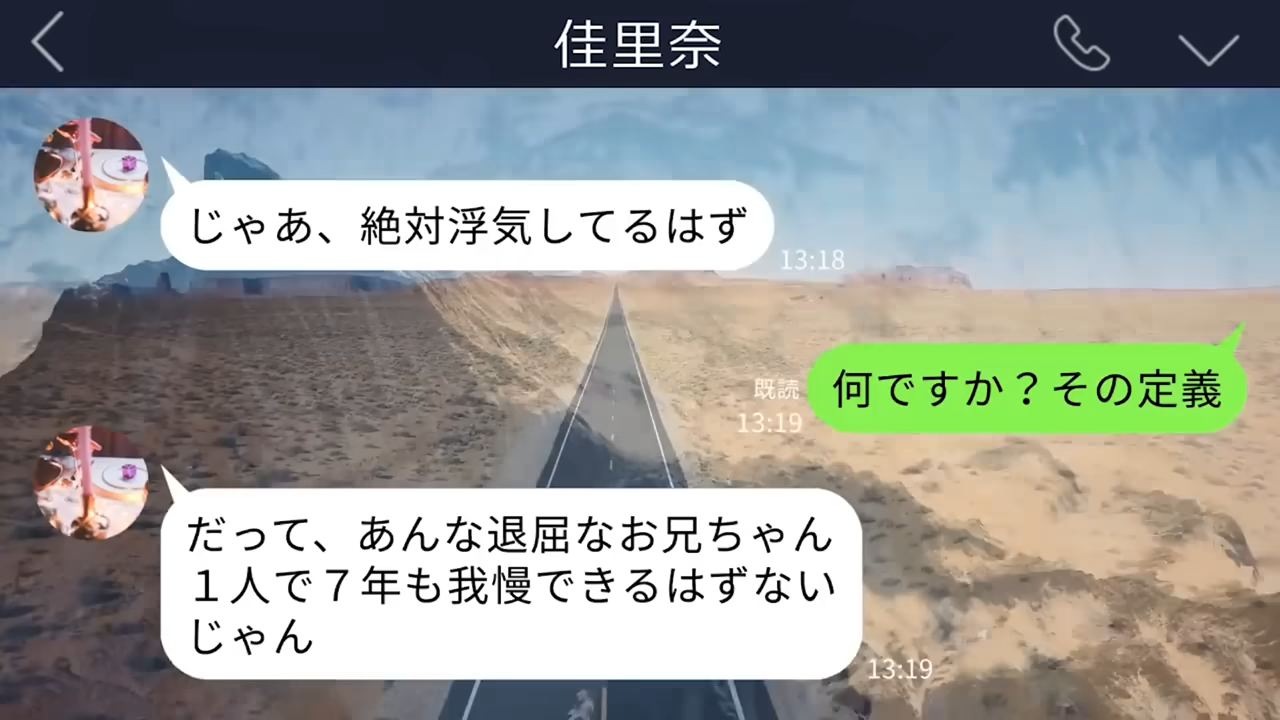 佳里奈
じゃあ、絶対浮気してるはず
13:18
何ですか？その定義
既読
13:19
だって、あんな退屈なお兄ちゃん
１人で７年も我慢できるはずない
じゃん
13:19